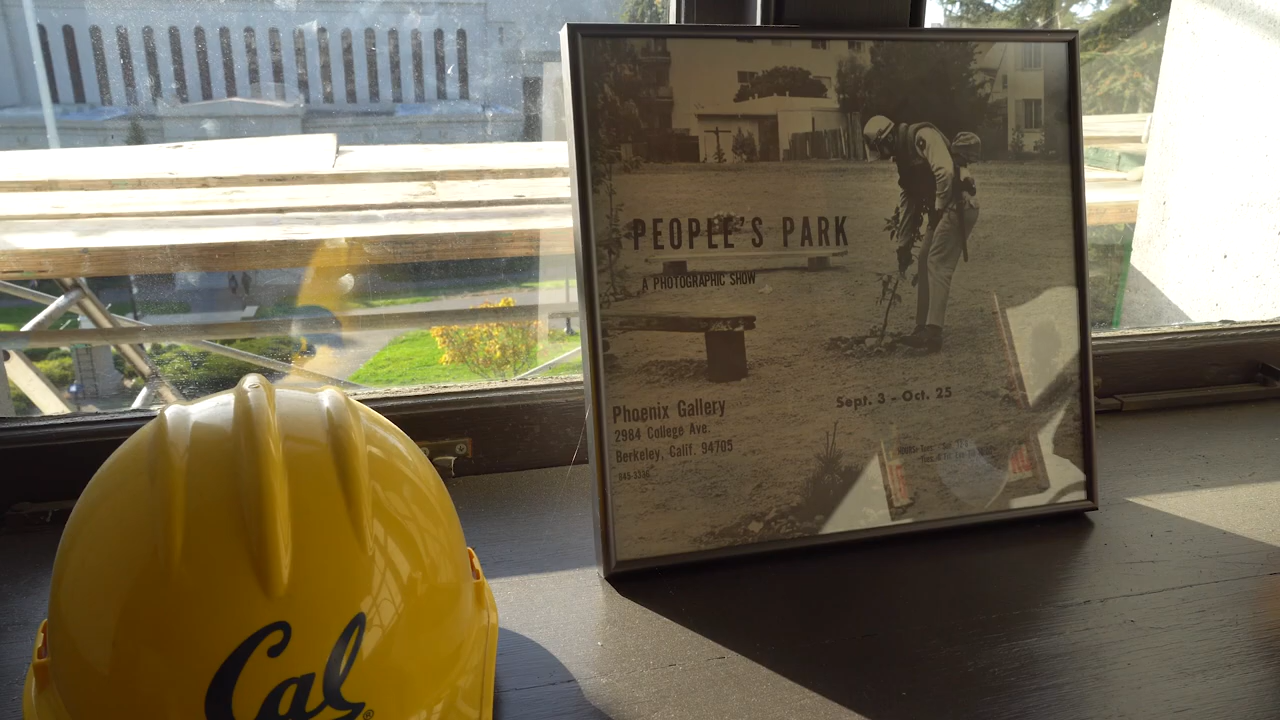 PEOPLE'S PARK
A PHOTOGRAPHIC SHOW
Phoenix Gallery
2984 College Ave.
Berkeley, Calif. 94705
Sept. 3 - Oct. 25
Cal